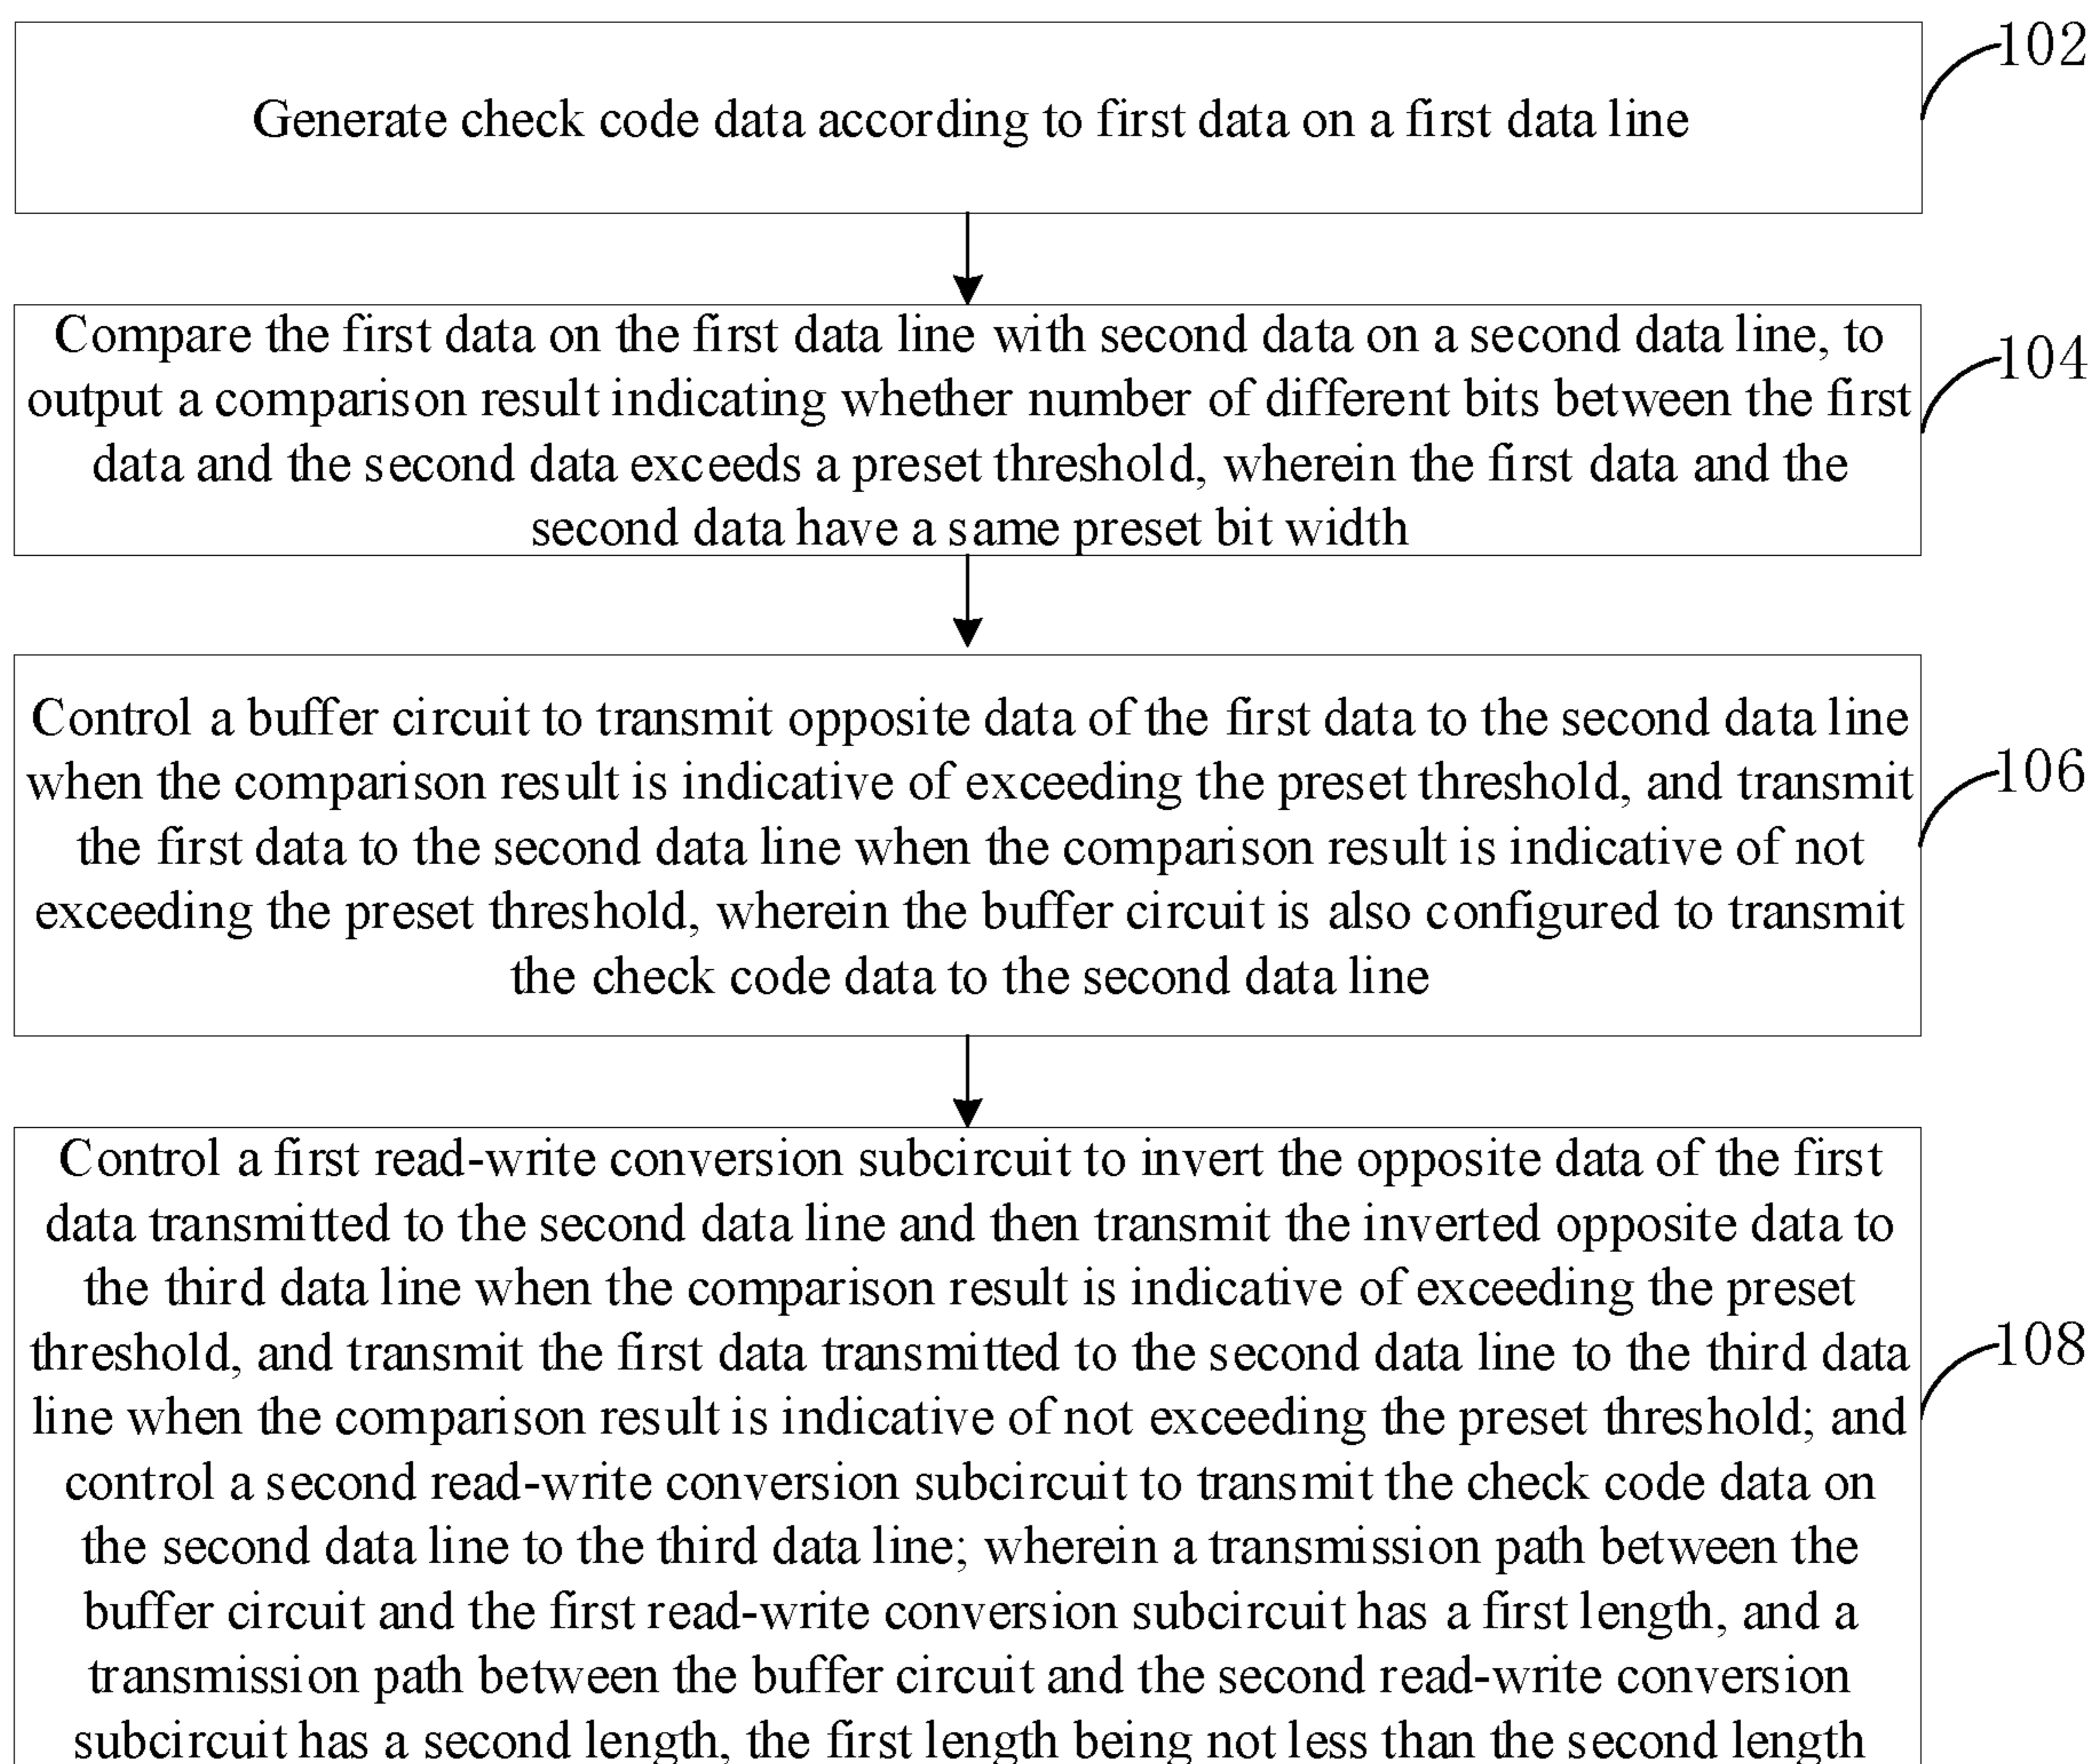 102
Generate check code data according to first data on a first data line
Compare the first data on the first data line with second data on a second data line, to
104
output a comparison result indicating whether number of different bits between the first
data and the second data exceeds a preset threshold, wherein the first data and the
second data have a same preset bit width
Control a buffer circuit to transmit opposite data of the first data to the second data line
when the comparison result is indicative of exceeding the preset threshold, and transmit
106
the first data to the second data line when the comparison result is indicative of not
exceeding the preset threshold, wherein the buffer circuit is also configured to transmit
the check code data to the second data line
Control a first read-write conversion subcircuit to invert the opposite data of the first
data transmitted to the second data line and then transmit the inverted opposite data to
the third data line when the comparison result is indicative of exceeding the preset
threshold, and transmit the first data transmitted to the second data line to the third data
108
line when the comparison result is indicative of not exceeding the preset threshold; and
control a second read-write conversion subcircuit to transmit the check code data on
the second data line to the third data line; wherein a transmission path between the
buffer circuit and the first read-write conversion subcircuit has a first length, and a
transmission path between the buffer circuit and the second read-write conversion
subcircuit has a second length, the first length being not less than the second length